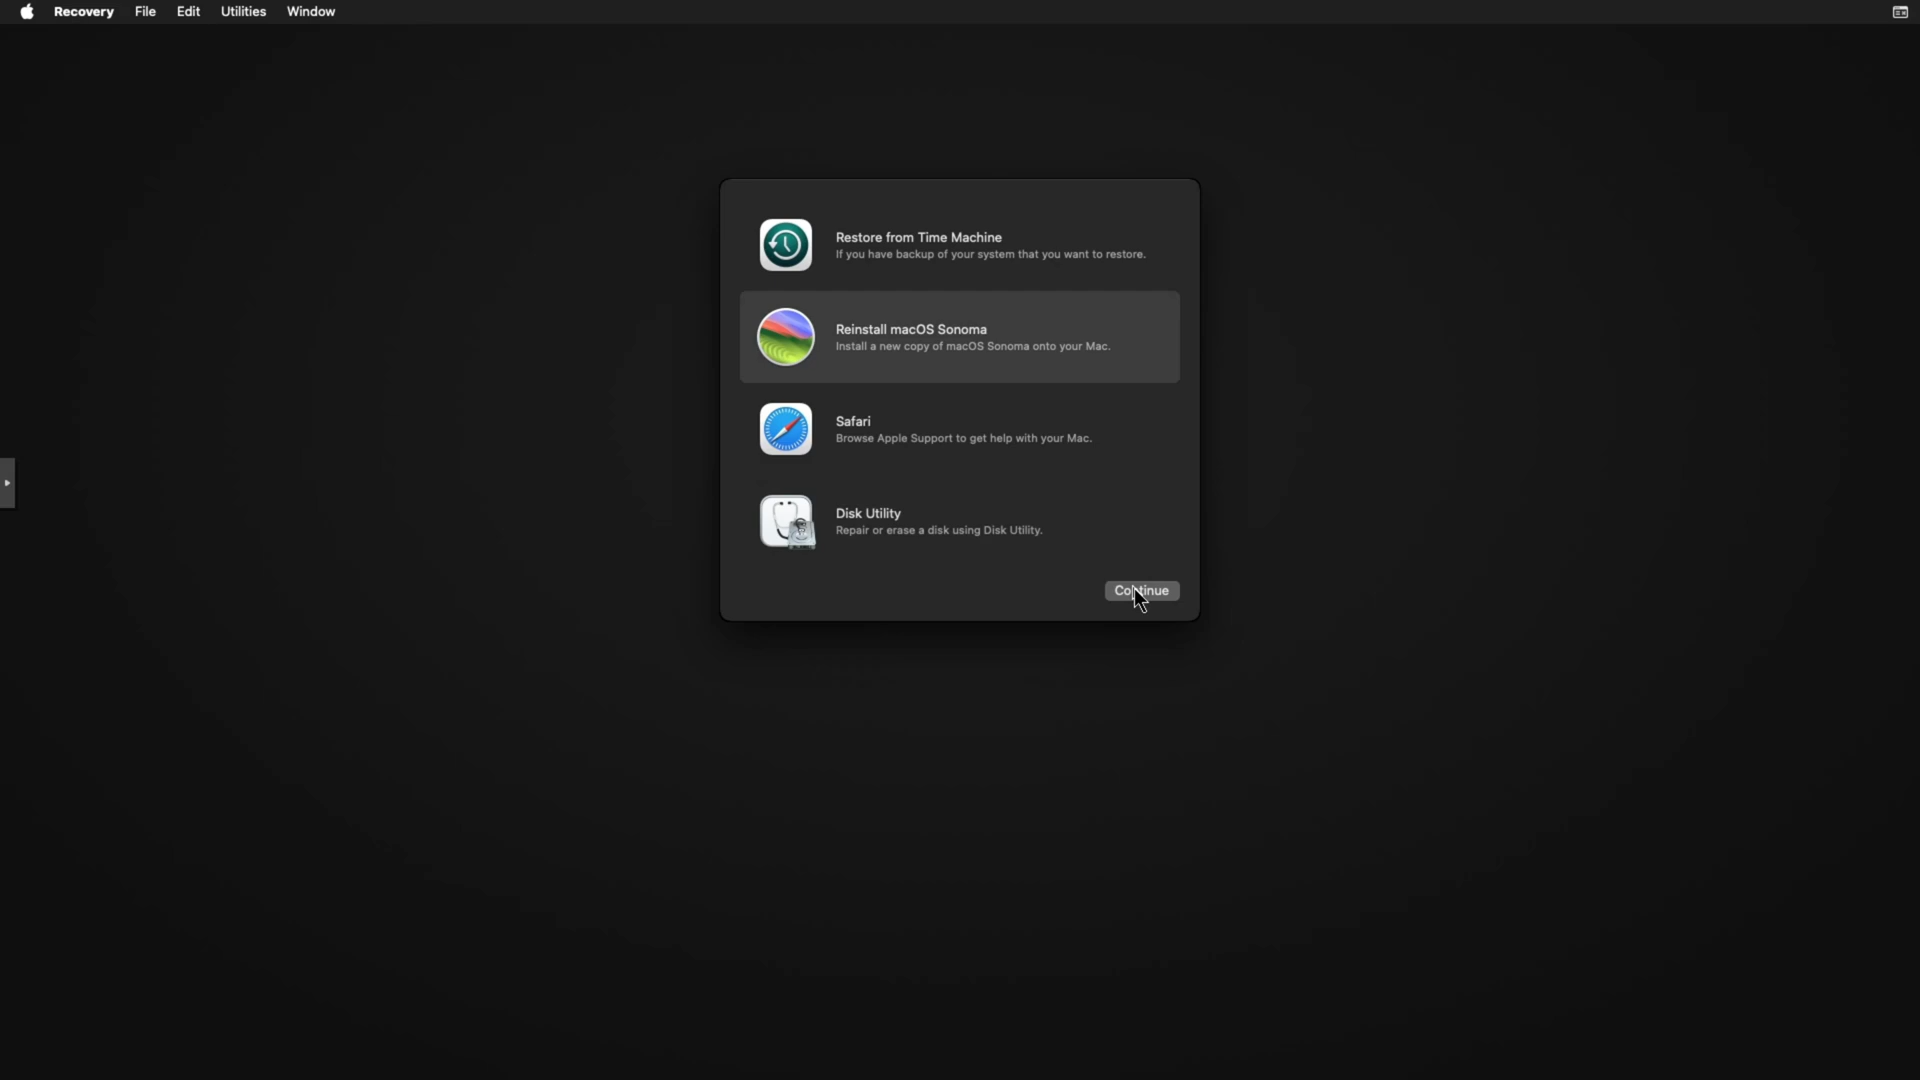 Recovery File Edit Utilities Window
Restore from Time Machine
If you have backup of your system that you want to restore.
Reinstall macOS Sonoma
Install a new copy of macOS Sonoma onto your Mac.
Safari
Browse Apple Support to get help with your Mac.
Disk Utility
Repair or erase a disk using Disk Utility.
Continue